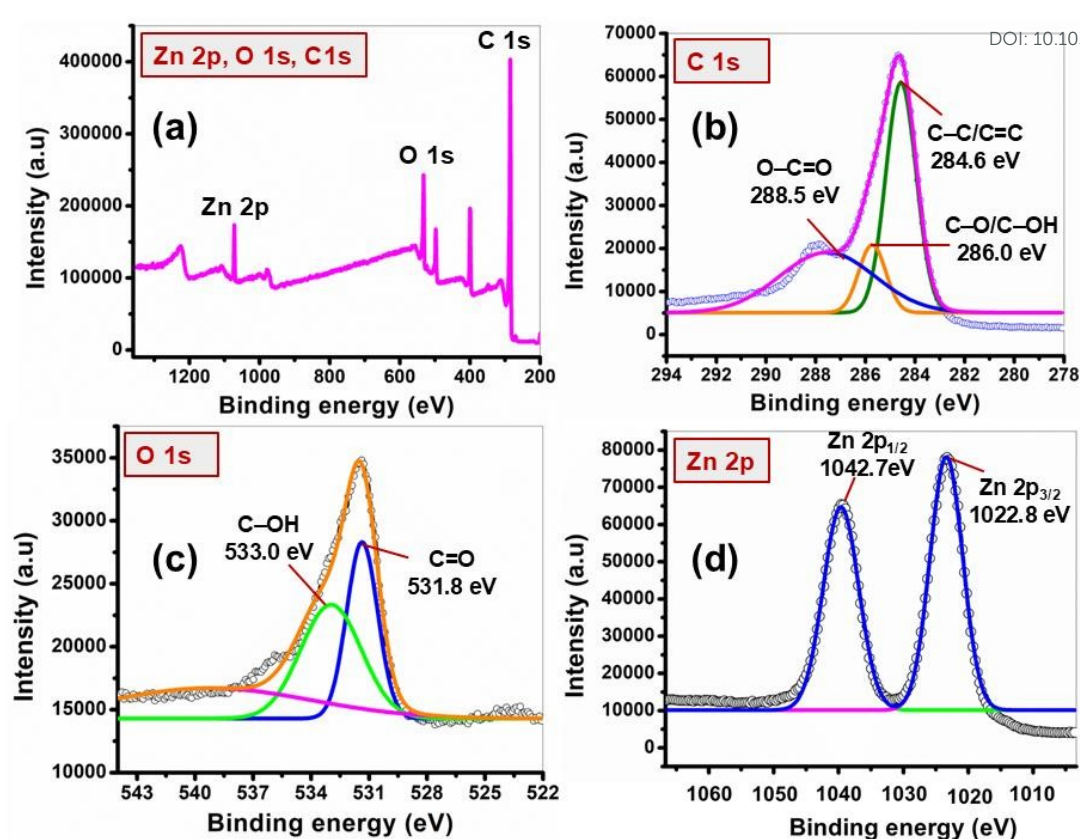 DOI: 10.10
Zn 2p, O 1s, C1s
(a)
C 1s
O 1s
Zn 2p
400000
300000
200000
100000
0
Intensity (a.u)
1200 1000 800 600 400 200
Binding energy (eV)
C 1s
(b)
C–C/C=C
284.6 eV
O–C=O
288.5 eV
C–O/C–OH
286.0 eV
70000
60000
50000
40000
30000
20000
10000
0
Intensity (a.u)
294 292 290 288 286 284 282 280 278
Binding energy (eV)
O 1s
(c)
C–OH
533.0 eV
C=O
531.8 eV
35000
30000
25000
20000
15000
10000
Intensity (a.u)
543 540 537 534 531 528 525 522
Binding energy (eV)
Zn 2p
(d)
Zn 2p1/2
1042.7eV
Zn 2p3/2
1022.8 eV
80000
70000
60000
50000
40000
30000
20000
10000
0
Intensity (a.u)
1060 1050 1040 1030 1020 1010
Binding energy (eV)